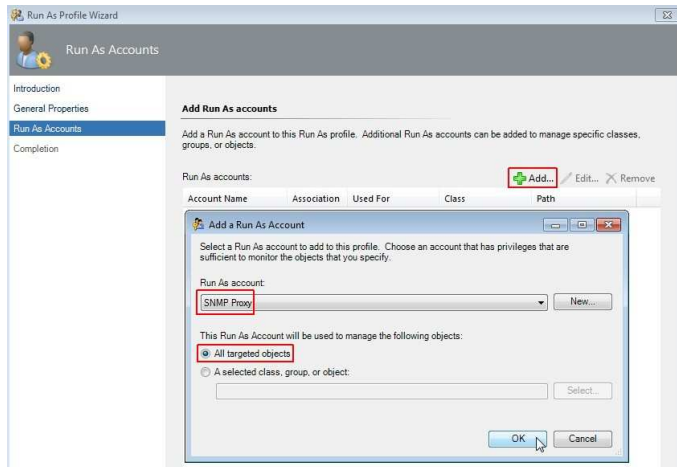 Run As Profile Wizard
Run As Accounts
Introduction
General Properties
Run As Accounts
Completion
Add Run As accounts
Add a Run As account to this Run As profile. Additional Run As accounts can be added to manage specific classes,
groups, or objects.
Run As accounts:
Add... Edit... Remove
Account Name Association Used For Class Path
Add a Run As Account
Select a Run As account to add to this profile. Choose an account that has privileges that are
sufficient to monitor the objects that you specify.
Run As account:
SNMP Proxy
New...
This Run As Account will be used to manage the following objects:
All targeted objects
A selected class, group, or object:
Select...
OK Cancel